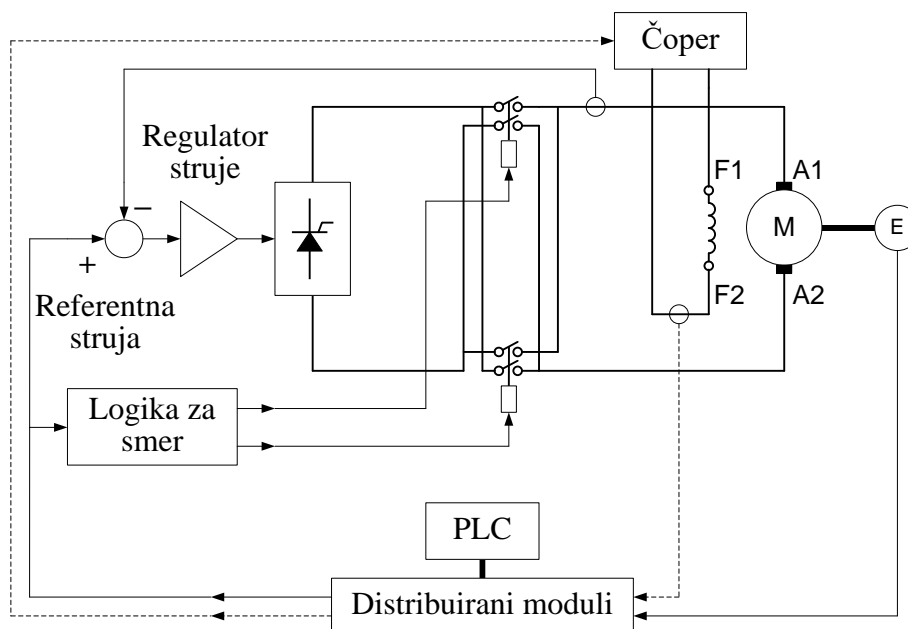 Čoper
Regulator
struje
F1
A1
−
M
E
+
F2
A2
Referentna
struja
Logika za
smer
PLC
Distribuirani moduli